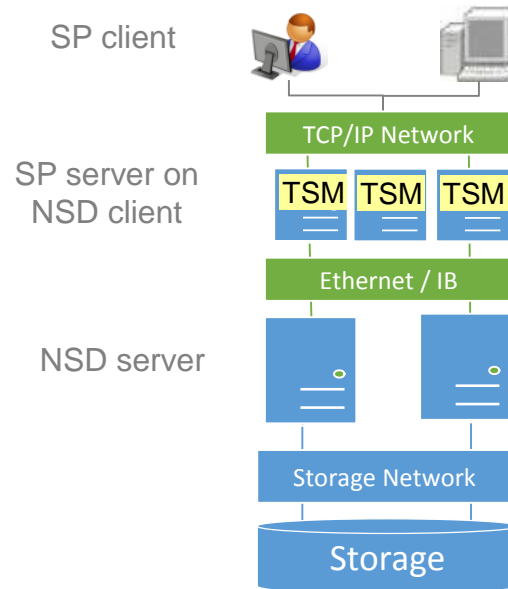 SP client
TCP/IP Network
SP server on
NSD client
TSM TSM TSM
Ethernet / IB
NSD server
Storage Network
Storage